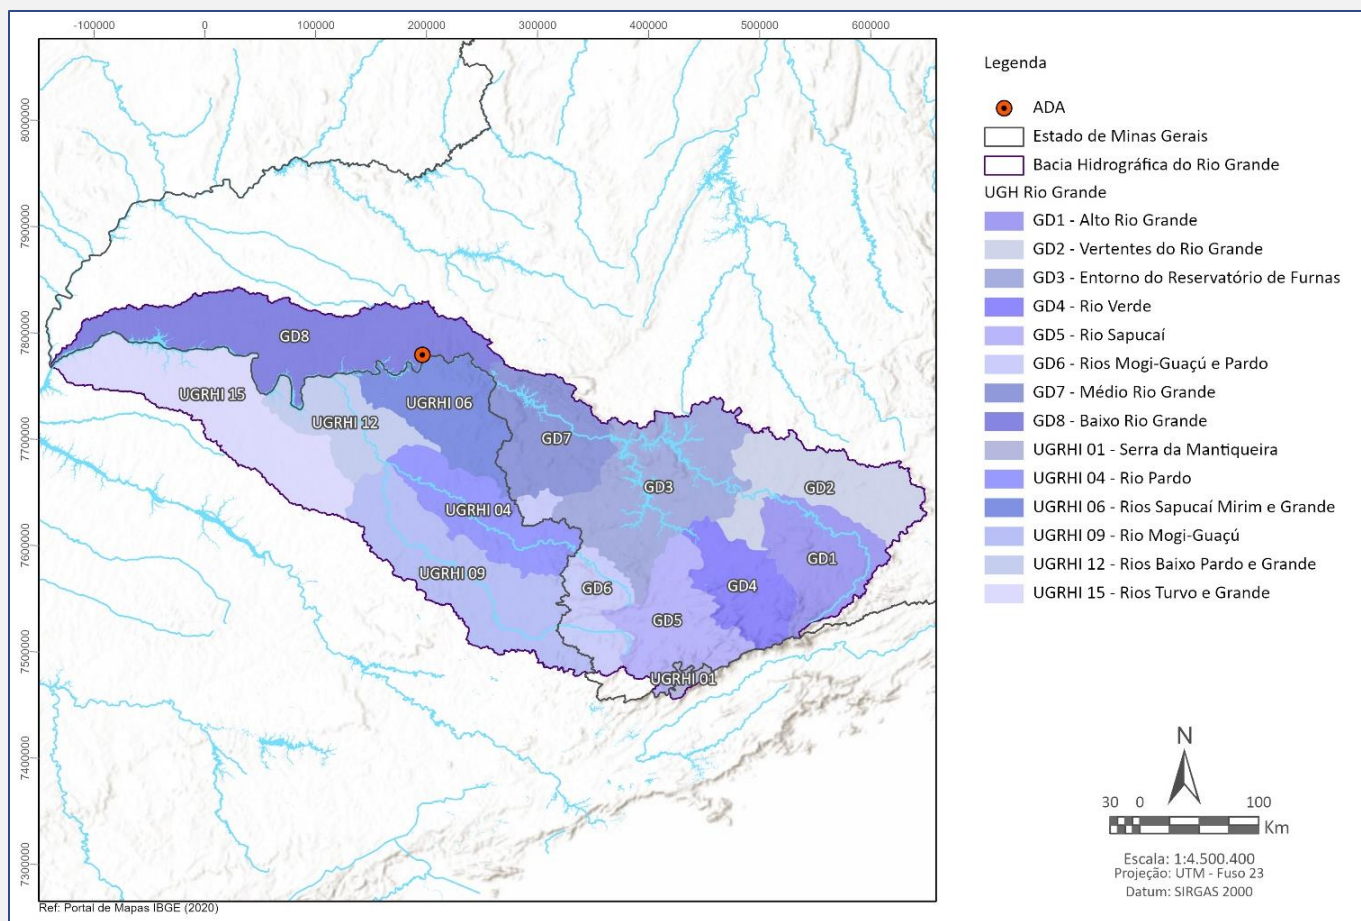 -100000 0 100000 200000 300000 400000 500000 600000
8000000
7900000
7800000
7700000
7600000
7500000
7400000
7300000
GD8
UGRHI 15
UGRHI 06
UGRHI 12
GD7
GD3
GD2
UGRHI 04
GD1
UGRHI 09
GD6
GD4
GD5
UGRHI 01
Ref: Portal de Mapas IBGE (2020)
Legenda
ADA
Estado de Minas Gerais
Bacia Hidrográfica do Rio Grande
UGH Rio Grande
GD1 - Alto Rio Grande
GD2 - Vertentes do Rio Grande
GD3 - Entorno do Reservatório de Furnas
GD4 - Rio Verde
GD5 - Rio Sapucaí
GD6 - Rios Mogi-Guaçú e Pardo
GD7 - Médio Rio Grande
GD8 - Baixo Rio Grande
UGRHI 01 - Serra da Mantiqueira
UGRHI 04 - Rio Pardo
UGRHI 06 - Rios Sapucaí Mirim e Grande
UGRHI 09 - Rio Mogi-Guaçú
UGRHI 12 - Rios Baixo Pardo e Grande
UGRHI 15 - Rios Turvo e Grande
N
30 0 100
Km
Escala: 1:4.500.400
Projeção: UTM - Fuso 23
Datum: SIRGAS 2000